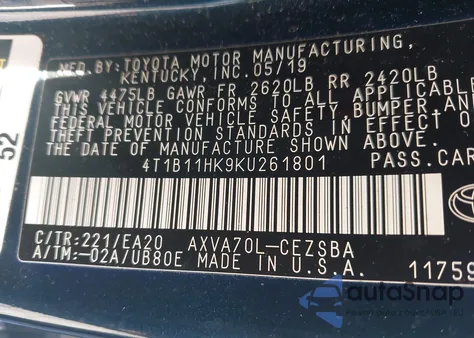 MFD.BY:TOYOTA MOTOR MANUFACTURING,
KENTUCKY, INC. 05/19
GVWR 4475LB GAWR FR 2620LB RR 2420LB
THIS VEHICLE CONFORMS TO ALL APPLICABLE
FEDERAL MOTOR VEHICLE SAFETY, BUMPER, AND
THEFT PREVENTION STANDARDS IN EFFECT ON
THE DATE OF MANUFACTURE SHOWN ABOVE.
4T1B11HK9KU261801 PASS.CAR
C/TR:221/EA20 AXVA70L-CEZSBA
A/TM:-02A/UB80E MADE IN U.S.A. 11759
52
autoSnap